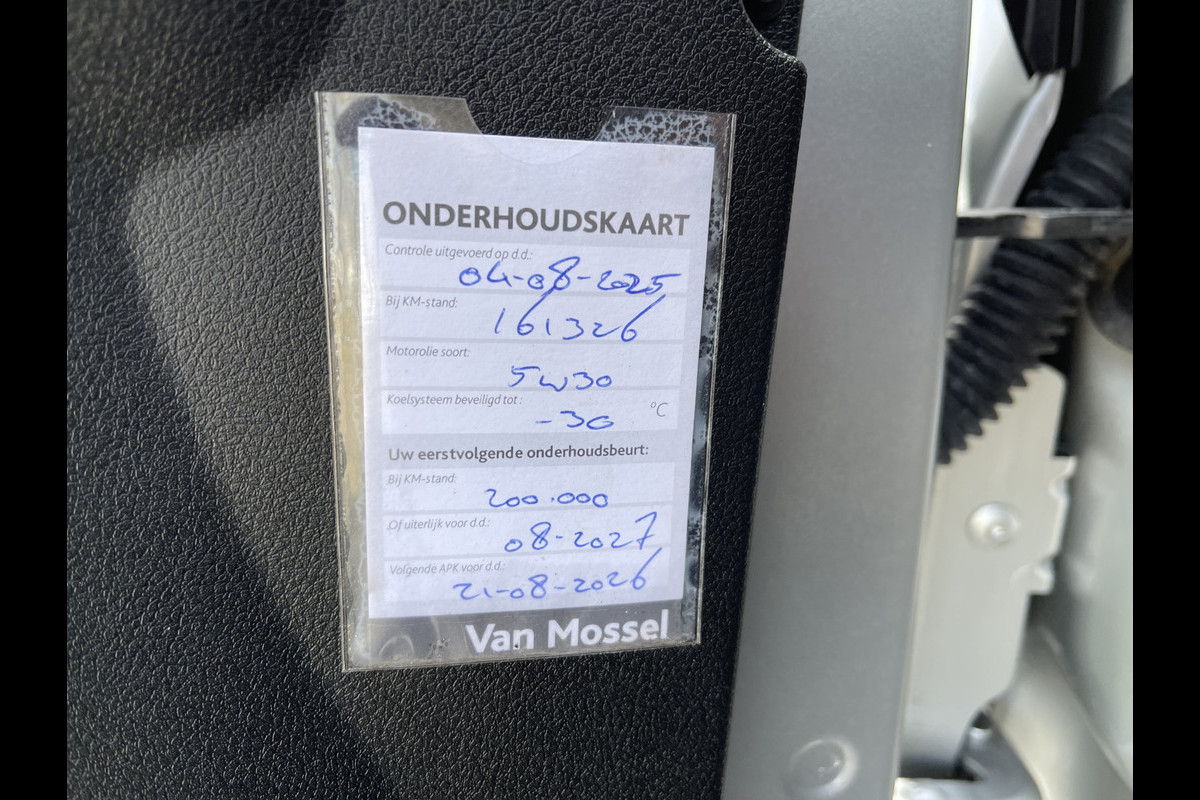 ONDERHOUDSKAART
Controle uitgevoerd op d.d.:
04-08-2025
Bij KM-stand:
161326
Motorolie soort:
5W30
Koelsysteem beveiligd tot :
-30 °C
Uw eerstvolgende onderhoudsbeurt:
Bij KM-stand:
200.000
Of uiterlijk voor d.d.:
08-2027
Volgende APK voor d.d.:
21-08-2026
Van Mossel